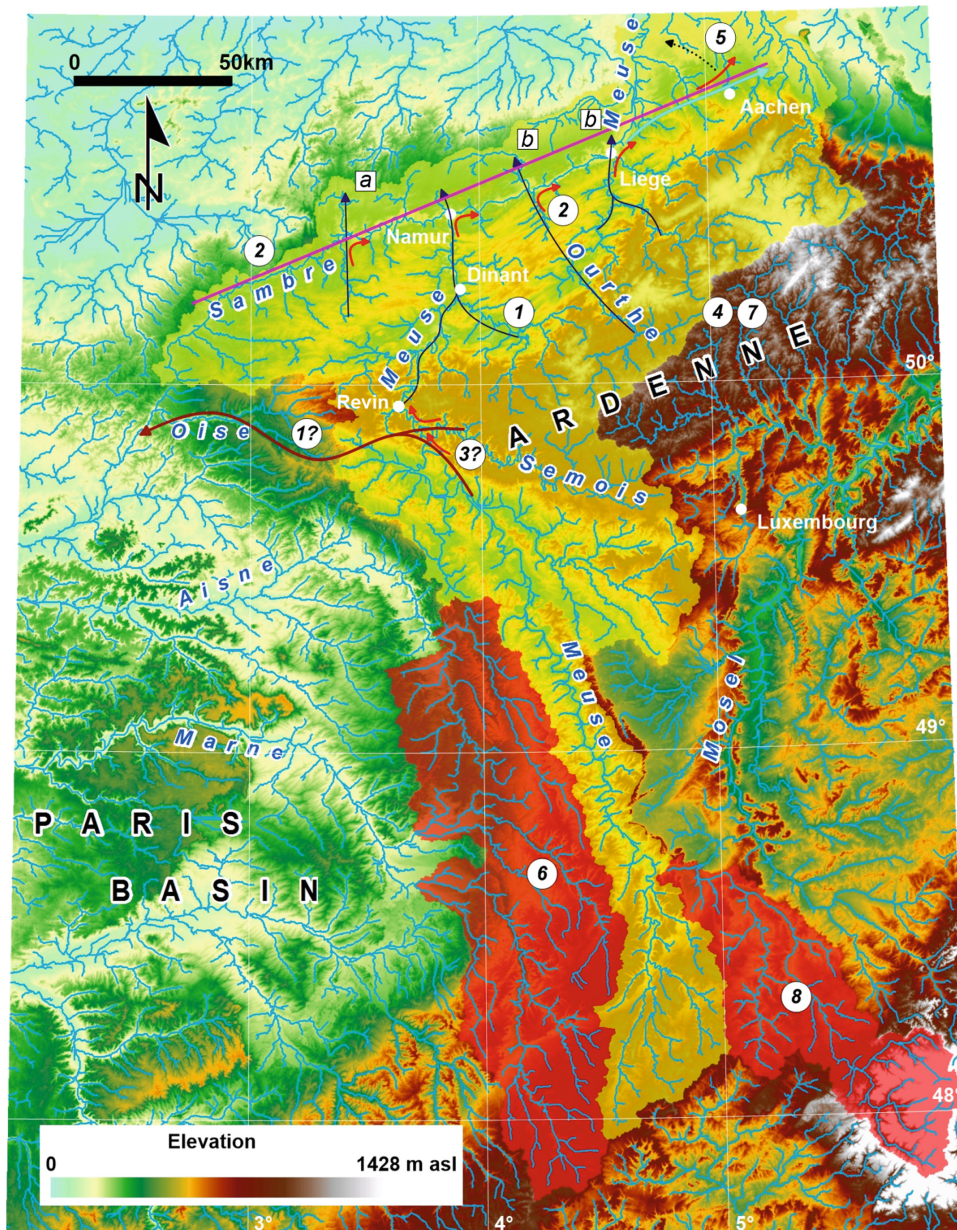 0 50km
N
Meuse
5
Aachen
b
b
a
Liege
2
2
Namur
Sambre
Ourthe
Dinant
1
4 7
Meuse
50°
Revin
ARDENNE
Oise
1?
3?
Semois
Luxembourg
Aisne
Meuse
Mosel
49°
Marne
PARIS
BASIN
6
8
48°
Elevation
0 1428 m asl
3° 4° 5°